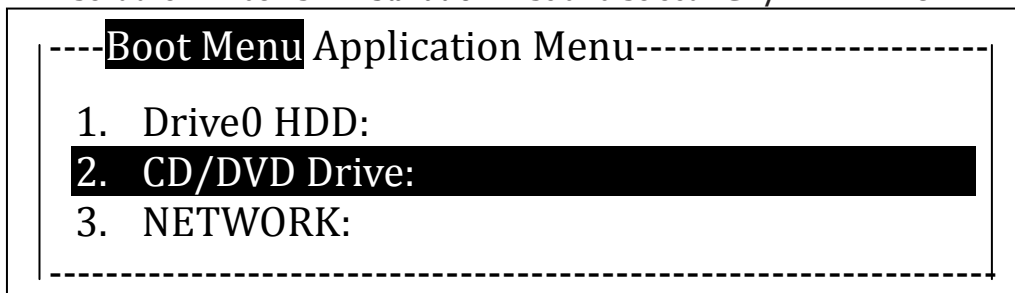 ----Boot Menu Application Menu-----------------------
1. Drive0 HDD:
2. CD/DVD Drive:
3. NETWORK: